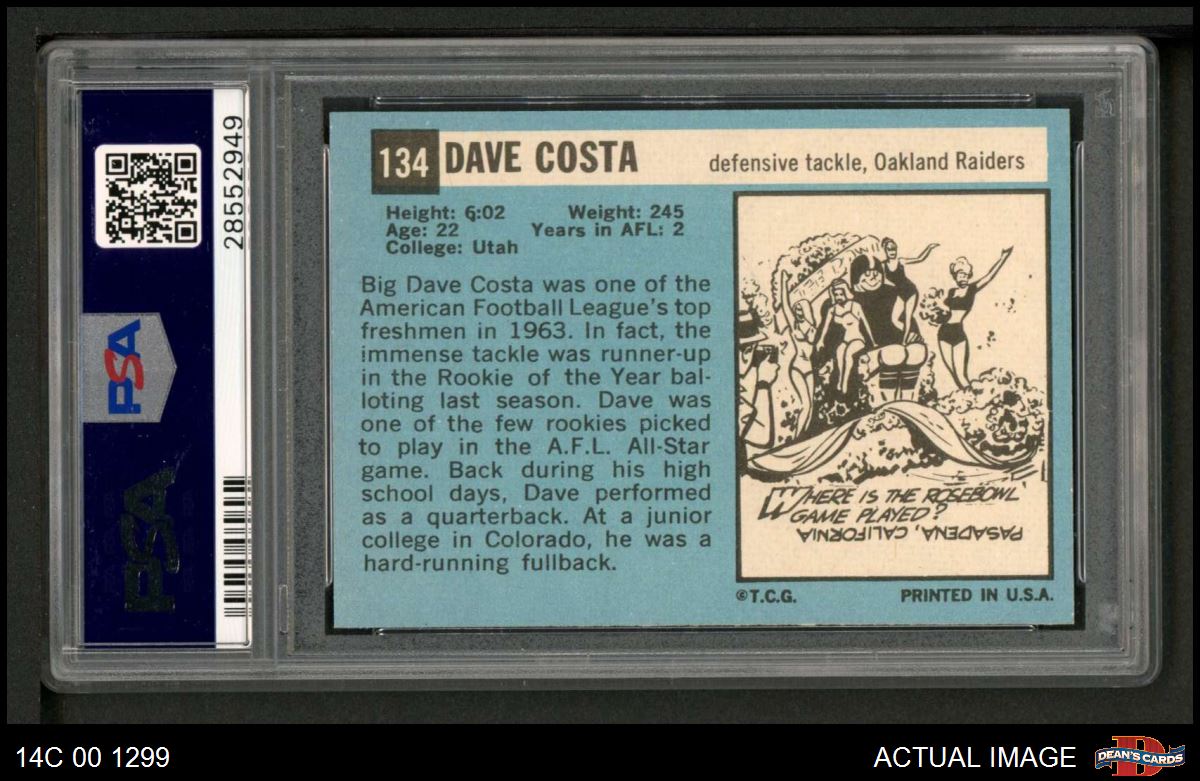 28552949
PSA
PSA
134 DAVE COSTA defensive tackle, Oakland Raiders
Height: 6:02 Weight: 245
Age: 22 Years in AFL: 2
College: Utah
Big Dave Costa was one of the
American Football League's top
freshmen in 1963. In fact, the
immense tackle was runner-up
in the Rookie of the Year bal-
loting last season. Dave was
one of the few rookies picked
to play in the A.F.L. All-Star
game. Back during his high
school days, Dave performed
as a quarterback. At a junior
college in Colorado, he was a
hard-running fullback.
WHERE IS THE ROSEBOWL
GAME PLAYED?
PASADENA, CALIFORNIA
©T.C.G. PRINTED IN U.S.A.
14C 00 1299
ACTUAL IMAGE
DEAN'S CARDS